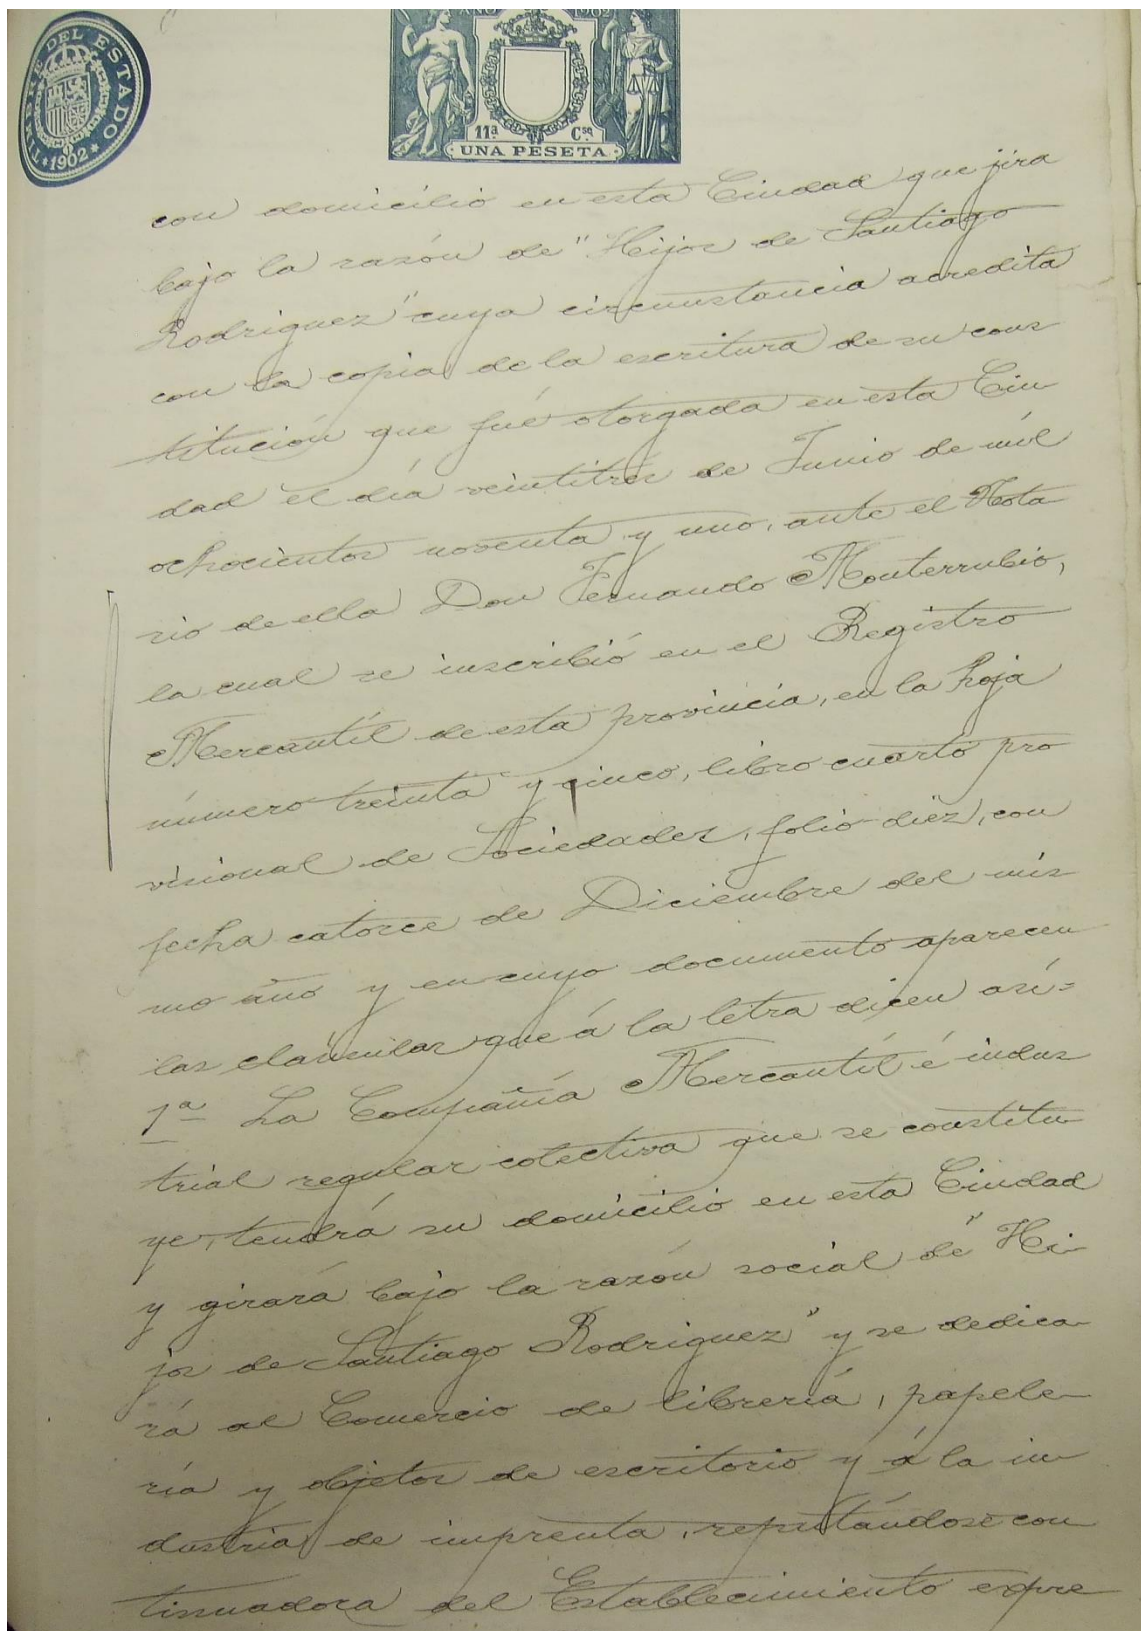 TIMBRE DEL ESTADO
*1902*
AÑO 1902
11ª Cse
UNA PESETA
con domicilio en esta Ciudad que jira
bajo la razón de "Hijos de Santiago
Rodriguez" cuya circunstancia acredita
con la copia de la escritura de su cons
titución que fué otorgada en esta Ciu-
dad el día veintitrés de Junio de mil
ochocientos noventa y uno, ante el Nota
rio de ella Don Fernando Monterrubio,
la cual se inscribió en el Registro
Mercantíl de esta provincia, en la hoja
número treinta y cinco, libro cuarto pro
visional de Sociedades, folio diez, con
fecha catorce de Diciembre del mis
mo año y en cuyo documento aparecen
las claúsulas que á la letra dicen así=
1ª La Compañía Mercantíl é indus
trial regular colectiva que se constitu
ye, tendrá su domicilio en esta Ciudad
y girará bajo la razón social de "Hi-
jos de Santiago Rodriguez" y se dedica-
rá al Comercio de librería, papele-
ría y objetos de escritorio y á la in-
dustria de imprenta, reputándose con
tinuadora del Establecimiento expre